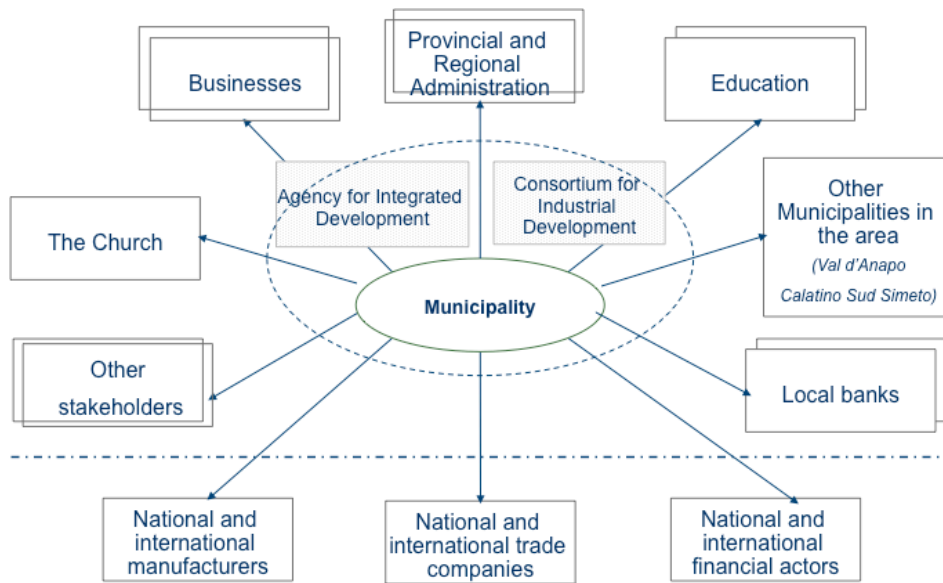 Businesses
Provincial and
Regional
Administration
Education
Agency for Integrated
Development
Consortium for
Industrial
Development
The Church
Other
Municipalities in
the area
(Val d'Anapo
Calatino Sud Simeto)
Municipality
Other
stakeholders
Local banks
National and
international
manufacturers
National and
international trade
companies
National and
international
financial actors